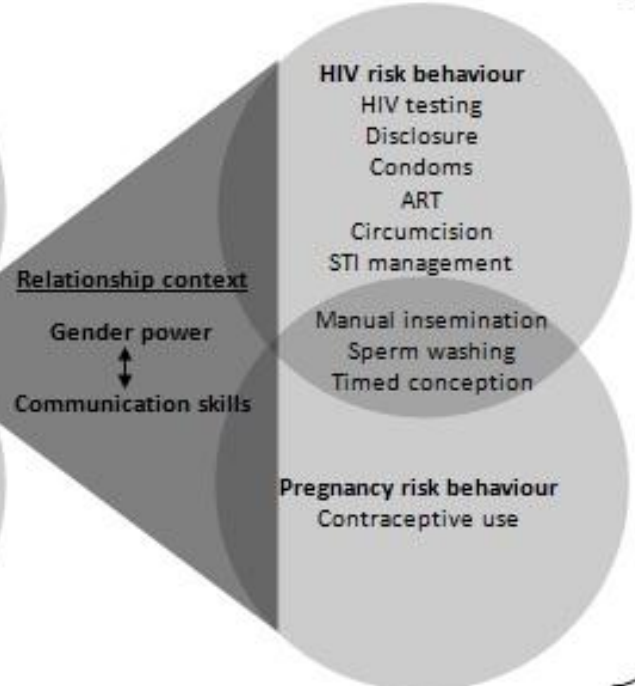 Relationship context
Gender power
Communication skills
HIV risk behaviour
HIV testing
Disclosure
Condoms
ART
Circumcision
STI management
Manual insemination
Sperm washing
Timed conception
Pregnancy risk behaviour
Contraceptive use